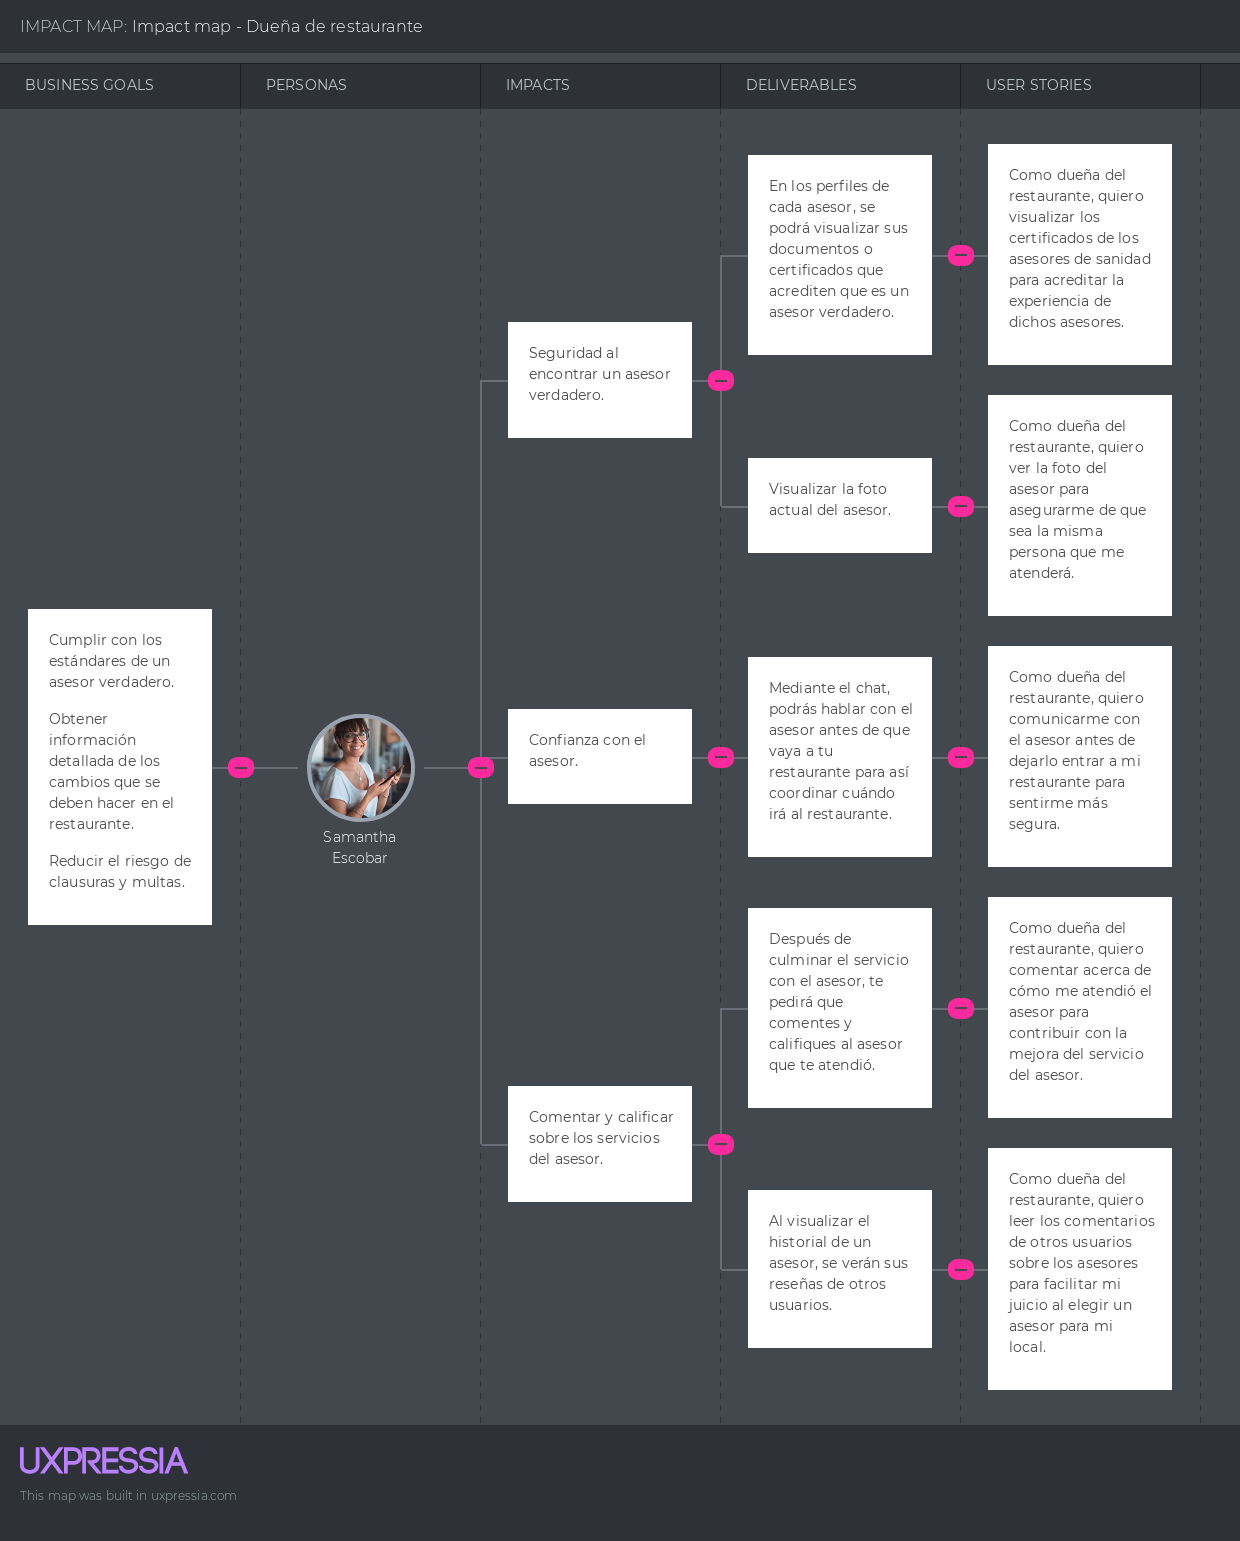 IMPACT MAP: Impact map - Dueña de restaurante
BUSINESS GOALS
PERSONAS
IMPACTS
DELIVERABLES
USER STORIES
Cumplir con los
estándares de un
asesor verdadero.
Obtener
información
detallada de los
cambios que se
deben hacer en el
restaurante.
Reducir el riesgo de
clausuras y multas.
Samantha
Escobar
Seguridad al
encontrar un asesor
verdadero.
Confianza con el
asesor.
Comentar y calificar
sobre los servicios
del asesor.
En los perfiles de
cada asesor, se
podrá visualizar sus
documentos o
certificados que
acrediten que es un
asesor verdadero.
Visualizar la foto
actual del asesor.
Mediante el chat,
podrás hablar con el
asesor antes de que
vaya a tu
restaurante para así
coordinar cuándo
irá al restaurante.
Después de
culminar el servicio
con el asesor, te
pedirá que
comentes y
califiques al asesor
que te atendió.
Al visualizar el
historial de un
asesor, se verán sus
reseñas de otros
usuarios.
Como dueña del
restaurante, quiero
visualizar los
certificados de los
asesores de sanidad
para acreditar la
experiencia de
dichos asesores.
Como dueña del
restaurante, quiero
ver la foto del
asesor para
asegurarme de que
sea la misma
persona que me
atenderá.
Como dueña del
restaurante, quiero
comunicarme con
el asesor antes de
dejarlo entrar a mi
restaurante para
sentirme más
segura.
Como dueña del
restaurante, quiero
comentar acerca de
cómo me atendió el
asesor para
contribuir con la
mejora del servicio
del asesor.
Como dueña del
restaurante, quiero
leer los comentarios
de otros usuarios
sobre los asesores
para facilitar mi
juicio al elegir un
asesor para mi
local.
UXPRESSIA
This map was built in uxpressia.com